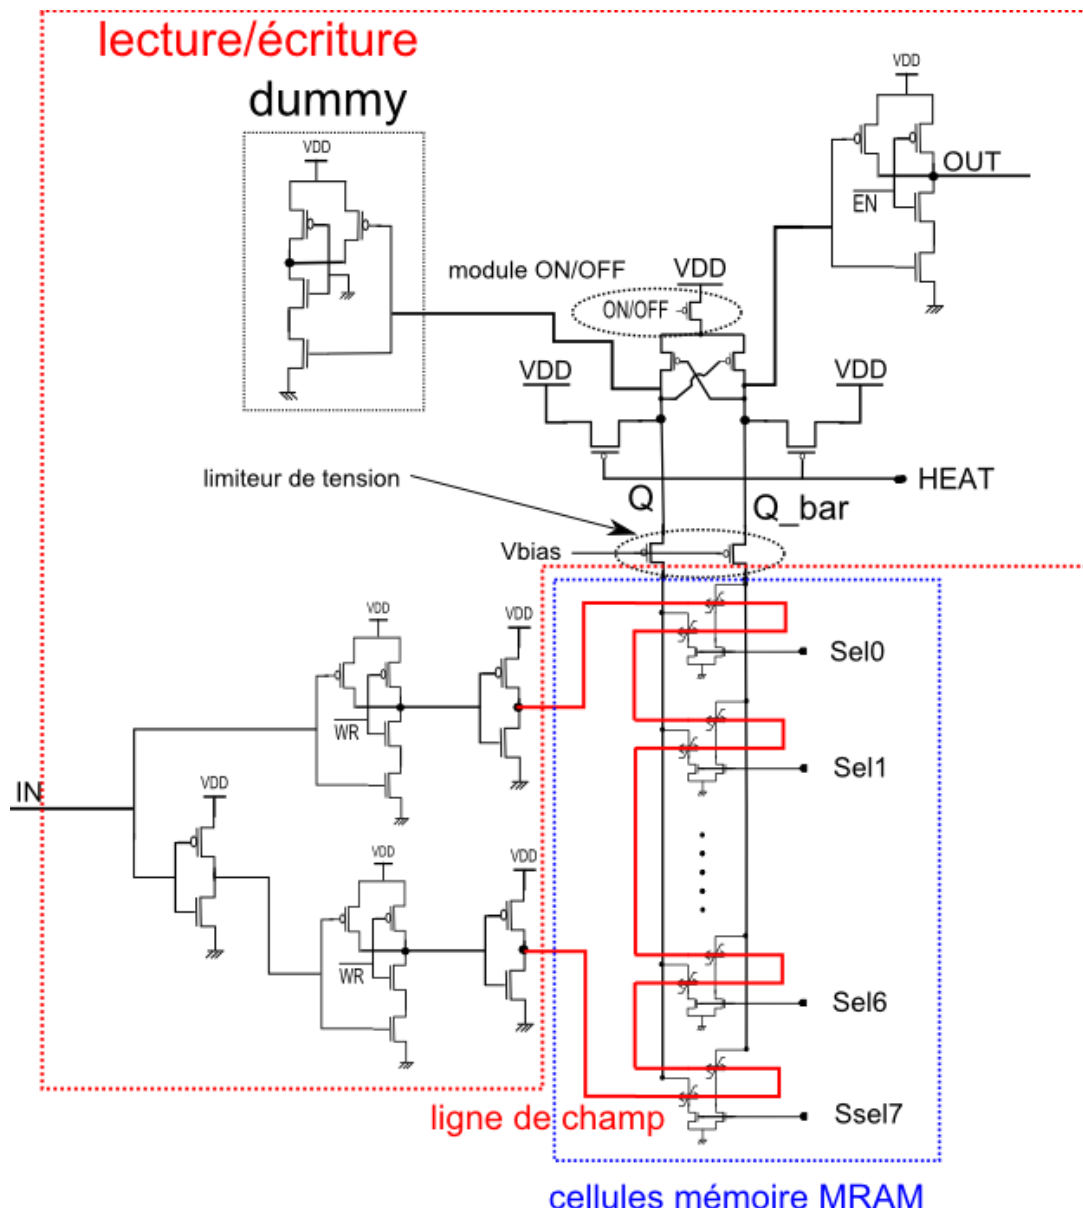 lecture/écriture
dummy
VDD
VDD
OUT
EN
module ON/OFF
VDD
ON/OFF
VDD
VDD
limiteur de tension
HEAT
Q
Q_bar
Vbias
VDD
VDD
WR
Sel0
IN
VDD
Sel1
VDD
VDD
WR
Sel6
ligne de champ
Ssel7
cellules mémoire MRAM